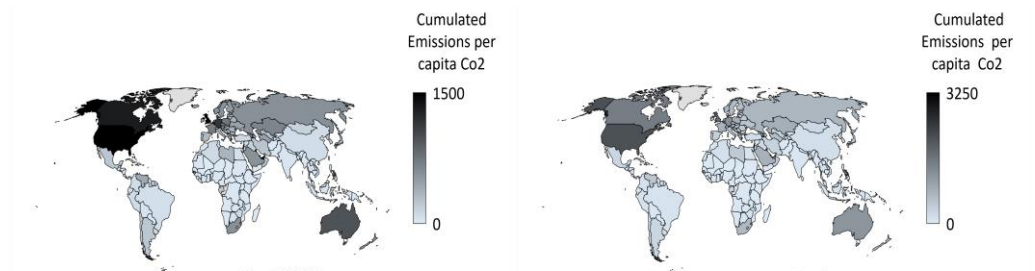 Cumulated
Emissions per
capita Co2
1500
0
Cumulated
Emissions per
capita Co2
3250
0